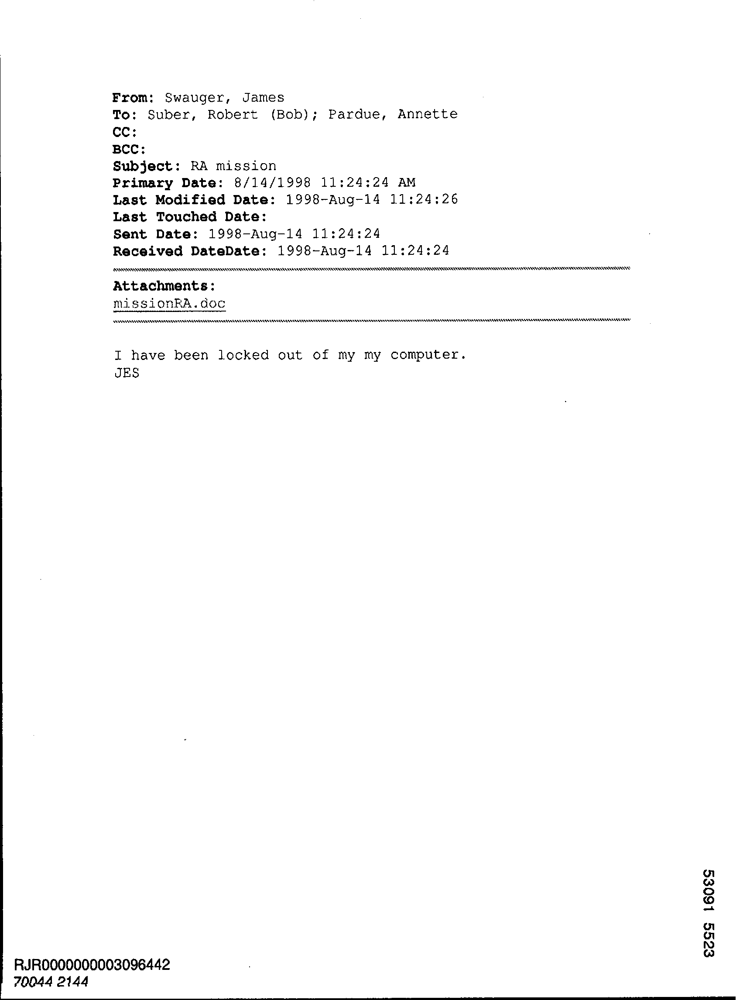 From: Swauger, James
To: Suber, Robert (Bob); Pardue, Annette
CC:
BCC:
Subject: RA mission
Primary Date: 8/14/1998 11:24:24 AM
Last Modified Date: 1998-Aug-14 11:24:26
Last Touched Date:
Sent Date: 1998-Aug-14 11:24:24
Received DateDate: 1998-Aug-14 11:24:24
Attachments:
missionRA.doc
I have been locked out of my my computer.
JES
53091 5523
RJR0000000003096442
70044 2144